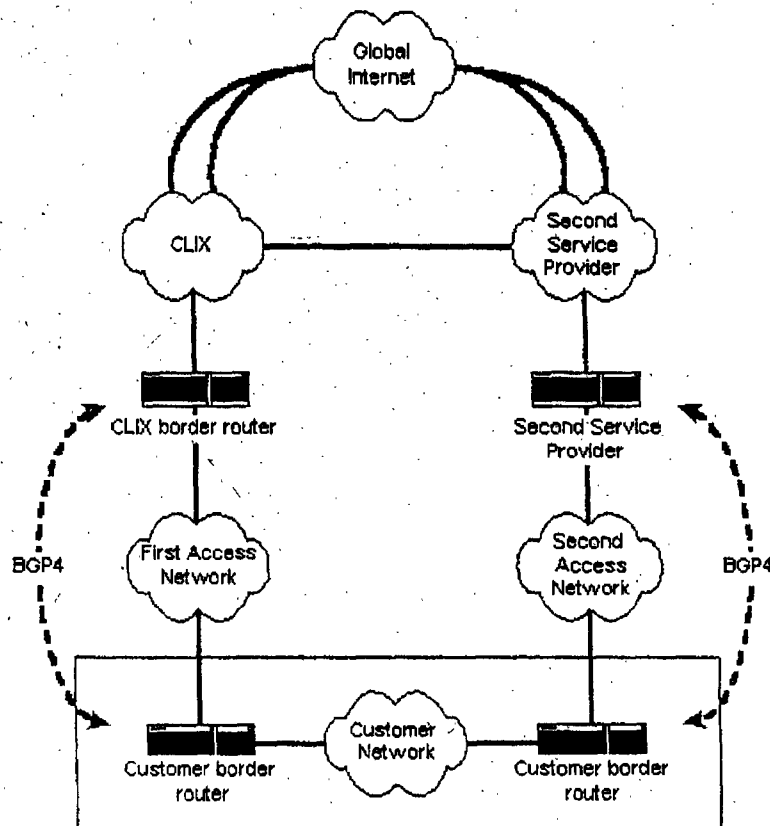 Global
Internet
CLIX
Second
Service
Provider
CLIX border router
Second Service
Provider
BGP4
First Access
Network
Second
Access
Network
BGP4
Customer
Network
Customer border
router
Customer border
router